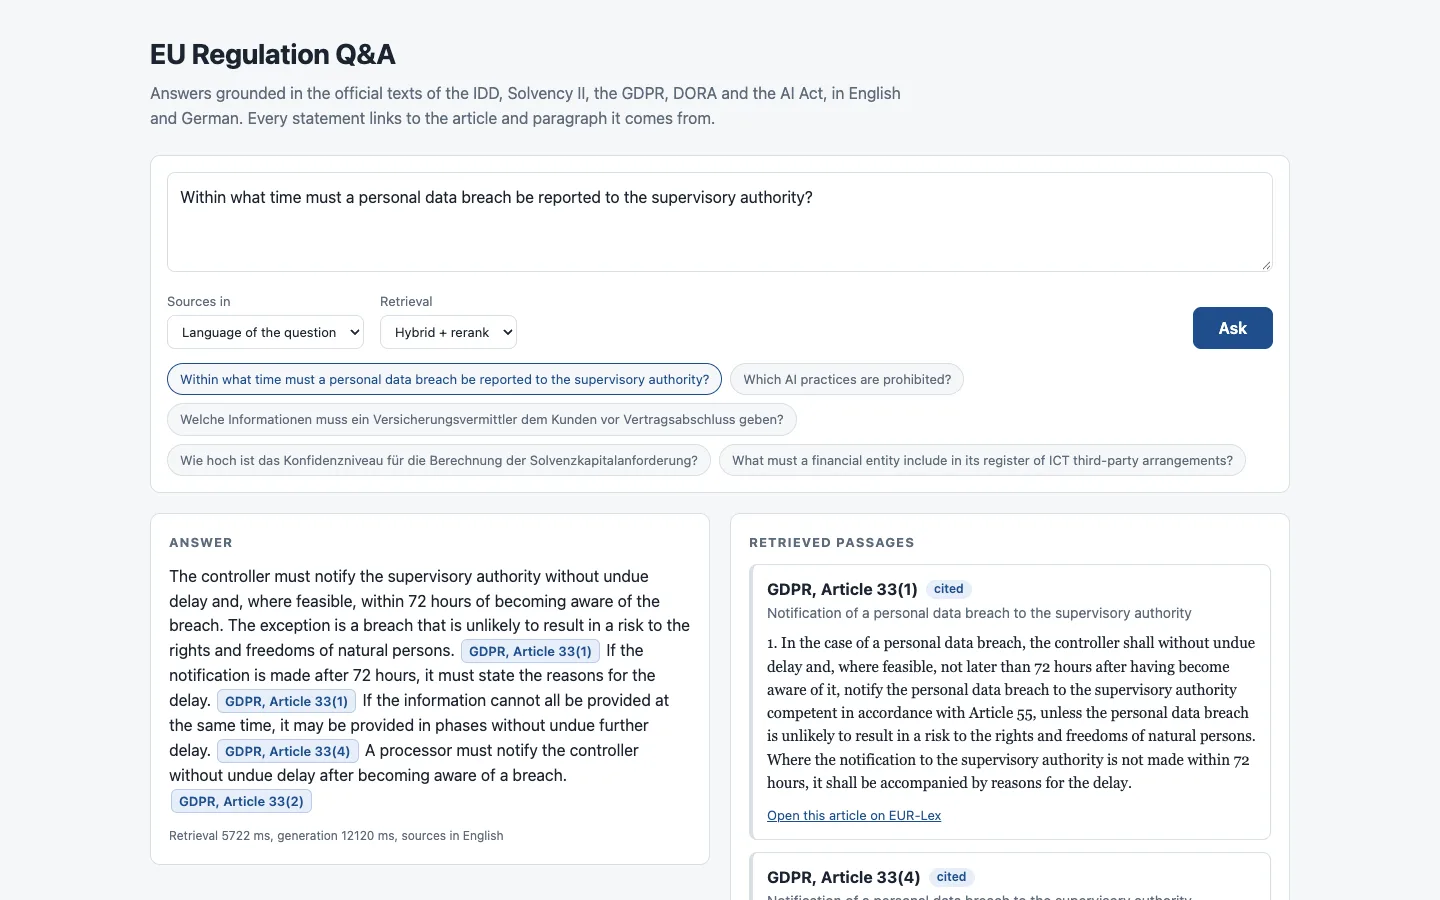 EU Regulation Q&A
Answers grounded in the official texts of the IDD, Solvency II, the GDPR, DORA and the AI Act, in English
and German. Every statement links to the article and paragraph it comes from.
Within what time must a personal data breach be reported to the supervisory authority?
Sources in
Retrieval
Language of the question
Hybrid + rerank
Ask
Within what time must a personal data breach be reported to the supervisory authority?
Which AI practices are prohibited?
Welche Informationen muss ein Versicherungsvermittler dem Kunden vor Vertragsabschluss geben?
Wie hoch ist das Konfidenzniveau für die Berechnung der Solvenzkapitalanforderung?
What must a financial entity include in its register of ICT third-party arrangements?
ANSWER
The controller must notify the supervisory authority without undue
delay and, where feasible, within 72 hours of becoming aware of the
breach. The exception is a breach that is unlikely to result in a risk to the
rights and freedoms of natural persons. GDPR, Article 33(1) If the
notification is made after 72 hours, it must state the reasons for the
delay. GDPR, Article 33(1) If the information cannot all be provided at
the same time, it may be provided in phases without undue further
delay. GDPR, Article 33(4) A processor must notify the controller
without undue delay after becoming aware of a breach.
GDPR, Article 33(2)
Retrieval 5722 ms, generation 12120 ms, sources in English
RETRIEVED PASSAGES
GDPR, Article 33(1) cited
Notification of a personal data breach to the supervisory authority
1. In the case of a personal data breach, the controller shall without undue
delay and, where feasible, not later than 72 hours after having become
aware of it, notify the personal data breach to the supervisory authority
competent in accordance with Article 55, unless the personal data breach
is unlikely to result in a risk to the rights and freedoms of natural persons.
Where the notification to the supervisory authority is not made within 72
hours, it shall be accompanied by reasons for the delay.
Open this article on EUR-Lex
GDPR, Article 33(4) cited
Notification of a personal data breach to the supervisory authority